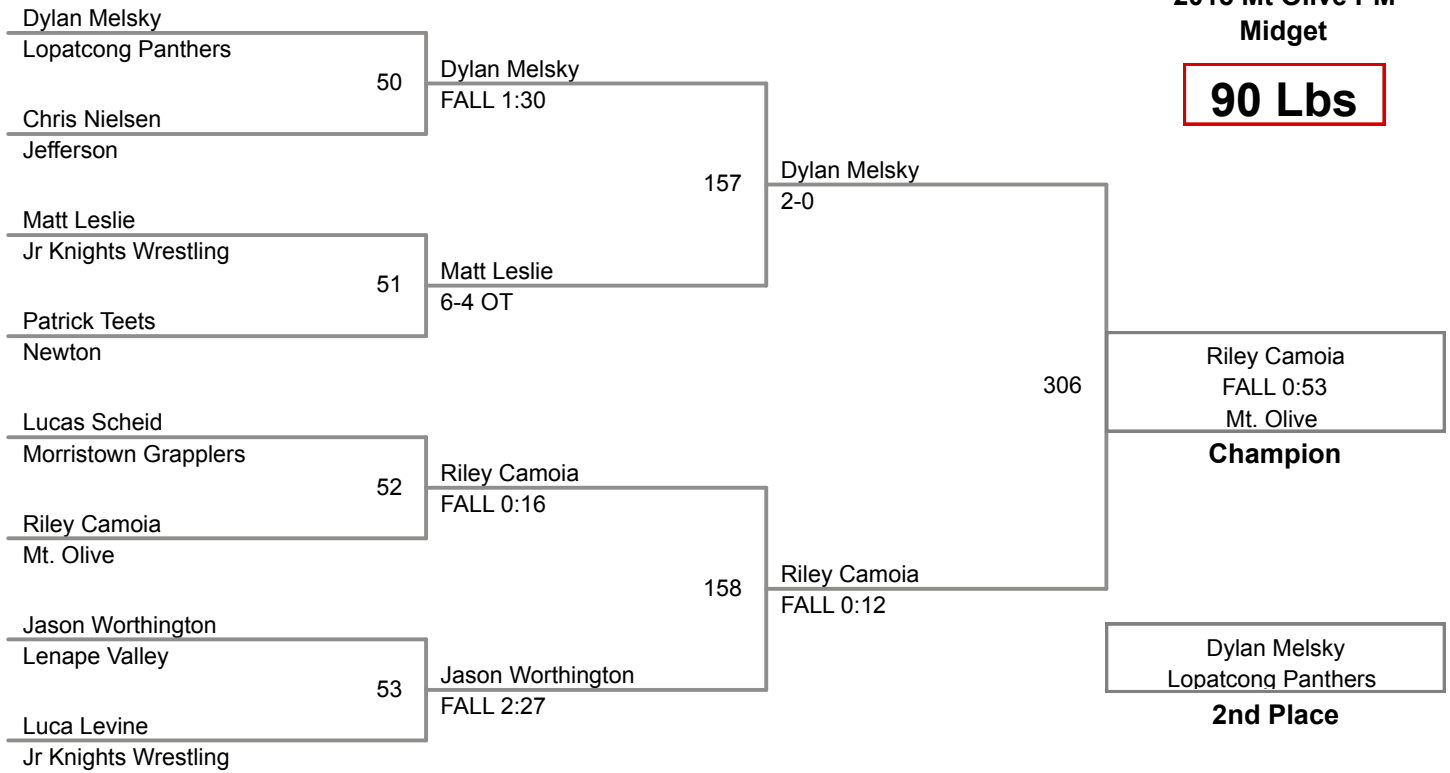 Midget
90 Lbs
Dylan Melsky
Lopatcong Panthers
50
Chris Nielsen
Jefferson
Matt Leslie
Jr Knights Wrestling
51
Patrick Teets
Newton
Lucas Scheid
Morristown Grapplers
52
Riley Camoia
Mt. Olive
Jason Worthington
Lenape Valley
53
Luca Levine
Jr Knights Wrestling
Dylan Melsky
FALL 1:30
157
Matt Leslie
6-4 OT
Riley Camoia
FALL 0:16
158
Jason Worthington
FALL 2:27
Dylan Melsky
2-0
306
Riley Camoia
FALL 0:12
Riley Camoia
FALL 0:53
Mt. Olive
Champion
Dylan Melsky
Lopatcong Panthers
2nd Place